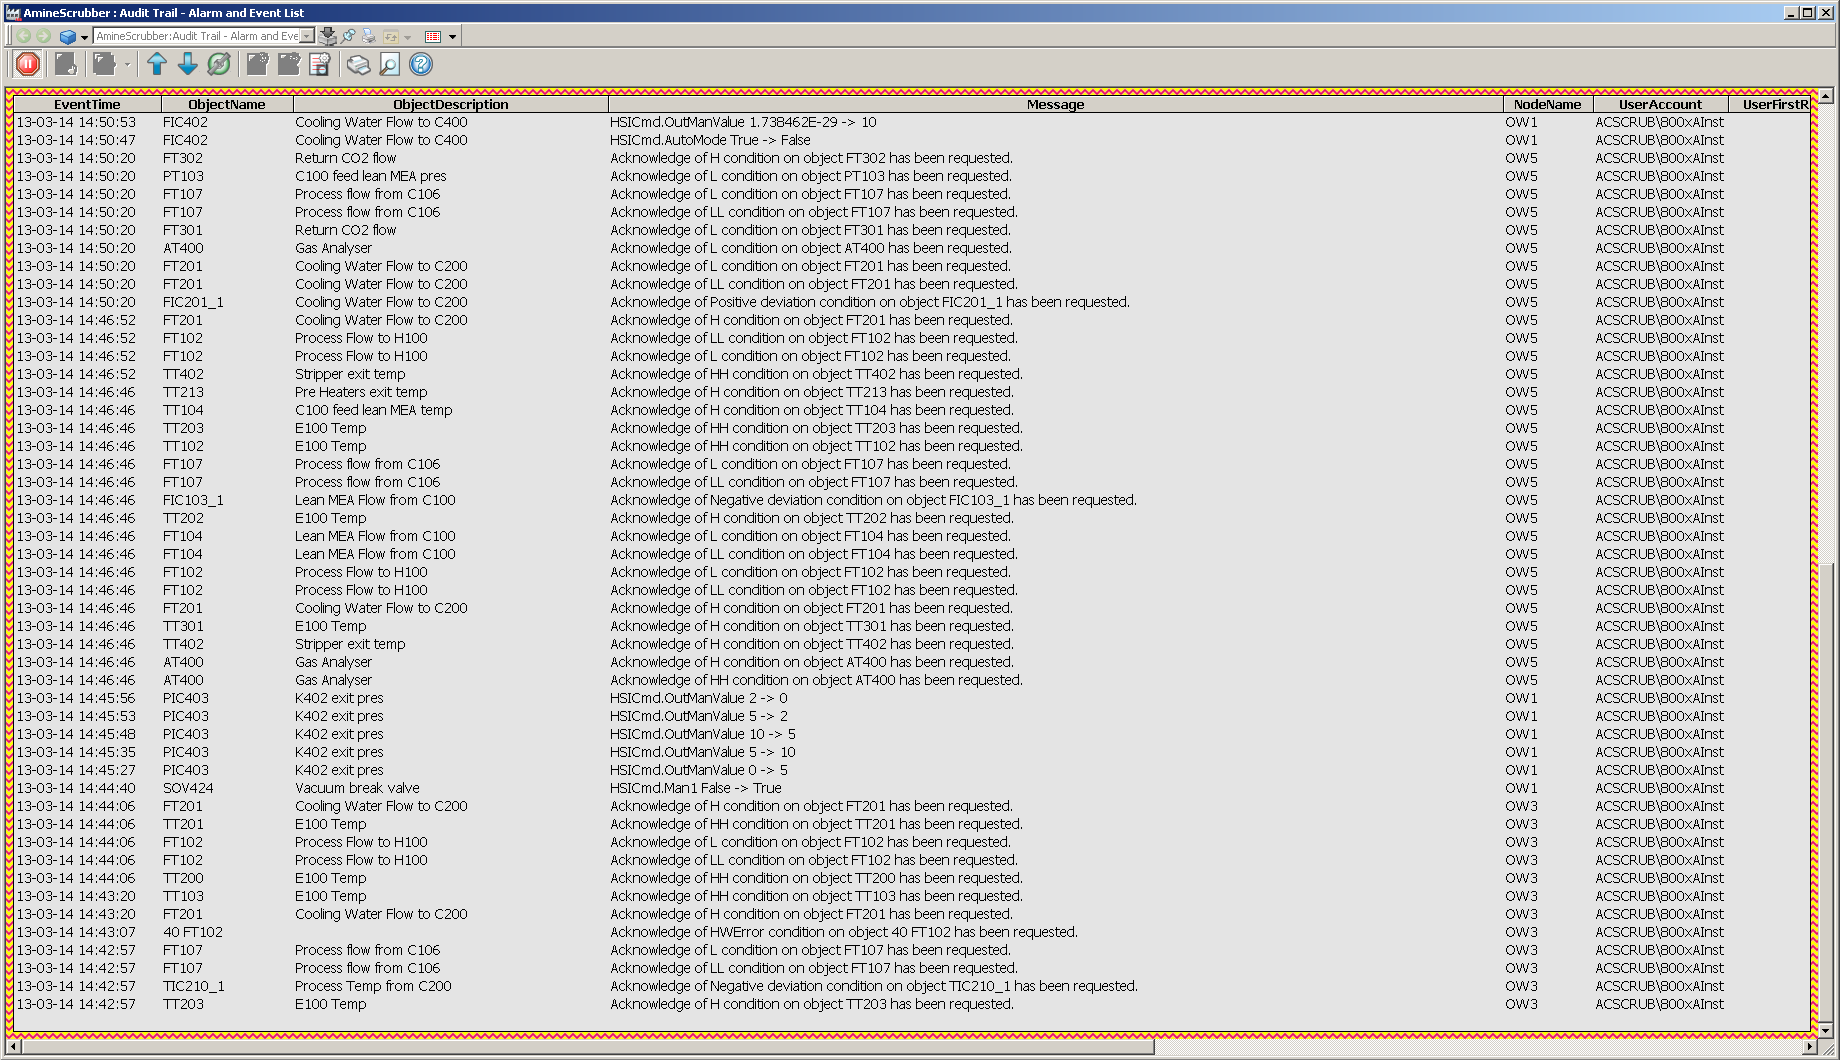 AmineScrubber : Audit Trail - Alarm and Event List
AmineScrubber:Audit Trail - Alarm and Eve
EventTime ObjectName ObjectDescription Message NodeName UserAccount UserFirstR
13-03-14 14:50:53 FIC402 Cooling Water Flow to C400 HSICmd.OutManValue 1.738462E-29 -> 10 OW1 ACSCRUB\800xAInst
13-03-14 14:50:47 FIC402 Cooling Water Flow to C400 HSICmd.AutoMode True -> False OW1 ACSCRUB\800xAInst
13-03-14 14:50:20 FT302 Return CO2 flow Acknowledge of H condition on object FT302 has been requested. OW5 ACSCRUB\800xAInst
13-03-14 14:50:20 PT103 C100 feed lean MEA pres Acknowledge of L condition on object PT103 has been requested. OW5 ACSCRUB\800xAInst
13-03-14 14:50:20 FT107 Process flow from C106 Acknowledge of L condition on object FT107 has been requested. OW5 ACSCRUB\800xAInst
13-03-14 14:50:20 FT107 Process flow from C106 Acknowledge of LL condition on object FT107 has been requested. OW5 ACSCRUB\800xAInst
13-03-14 14:50:20 FT301 Return CO2 flow Acknowledge of L condition on object FT301 has been requested. OW5 ACSCRUB\800xAInst
13-03-14 14:50:20 AT400 Gas Analyser Acknowledge of L condition on object AT400 has been requested. OW5 ACSCRUB\800xAInst
13-03-14 14:50:20 FT201 Cooling Water Flow to C200 Acknowledge of L condition on object FT201 has been requested. OW5 ACSCRUB\800xAInst
13-03-14 14:50:20 FT201 Cooling Water Flow to C200 Acknowledge of LL condition on object FT201 has been requested. OW5 ACSCRUB\800xAInst
13-03-14 14:50:20 FIC201_1 Cooling Water Flow to C200 Acknowledge of Positive deviation condition on object FIC201_1 has been requested. OW5 ACSCRUB\800xAInst
13-03-14 14:46:52 FT201 Cooling Water Flow to C200 Acknowledge of H condition on object FT201 has been requested. OW5 ACSCRUB\800xAInst
13-03-14 14:46:52 FT102 Process Flow to H100 Acknowledge of LL condition on object FT102 has been requested. OW5 ACSCRUB\800xAInst
13-03-14 14:46:52 FT102 Process Flow to H100 Acknowledge of L condition on object FT102 has been requested. OW5 ACSCRUB\800xAInst
13-03-14 14:46:52 TT402 Stripper exit temp Acknowledge of HH condition on object TT402 has been requested. OW5 ACSCRUB\800xAInst
13-03-14 14:46:46 TT213 Pre Heaters exit temp Acknowledge of H condition on object TT213 has been requested. OW5 ACSCRUB\800xAInst
13-03-14 14:46:46 TT104 C100 feed lean MEA temp Acknowledge of H condition on object TT104 has been requested. OW5 ACSCRUB\800xAInst
13-03-14 14:46:46 TT203 E100 Temp Acknowledge of HH condition on object TT203 has been requested. OW5 ACSCRUB\800xAInst
13-03-14 14:46:46 TT102 E100 Temp Acknowledge of HH condition on object TT102 has been requested. OW5 ACSCRUB\800xAInst
13-03-14 14:46:46 FT107 Process flow from C106 Acknowledge of L condition on object FT107 has been requested. OW5 ACSCRUB\800xAInst
13-03-14 14:46:46 FT107 Process flow from C106 Acknowledge of LL condition on object FT107 has been requested. OW5 ACSCRUB\800xAInst
13-03-14 14:46:46 FIC103_1 Lean MEA Flow from C100 Acknowledge of Negative deviation condition on object FIC103_1 has been requested. OW5 ACSCRUB\800xAInst
13-03-14 14:46:46 TT202 E100 Temp Acknowledge of H condition on object TT202 has been requested. OW5 ACSCRUB\800xAInst
13-03-14 14:46:46 FT104 Lean MEA Flow from C100 Acknowledge of L condition on object FT104 has been requested. OW5 ACSCRUB\800xAInst
13-03-14 14:46:46 FT104 Lean MEA Flow from C100 Acknowledge of LL condition on object FT104 has been requested. OW5 ACSCRUB\800xAInst
13-03-14 14:46:46 FT102 Process Flow to H100 Acknowledge of L condition on object FT102 has been requested. OW5 ACSCRUB\800xAInst
13-03-14 14:46:46 FT102 Process Flow to H100 Acknowledge of LL condition on object FT102 has been requested. OW5 ACSCRUB\800xAInst
13-03-14 14:46:46 FT201 Cooling Water Flow to C200 Acknowledge of H condition on object FT201 has been requested. OW5 ACSCRUB\800xAInst
13-03-14 14:46:46 TT301 E100 Temp Acknowledge of H condition on object TT301 has been requested. OW5 ACSCRUB\800xAInst
13-03-14 14:46:46 TT402 Stripper exit temp Acknowledge of H condition on object TT402 has been requested. OW5 ACSCRUB\800xAInst
13-03-14 14:46:46 AT400 Gas Analyser Acknowledge of H condition on object AT400 has been requested. OW5 ACSCRUB\800xAInst
13-03-14 14:46:46 AT400 Gas Analyser Acknowledge of HH condition on object AT400 has been requested. OW5 ACSCRUB\800xAInst
13-03-14 14:45:56 PIC403 K402 exit pres HSICmd.OutManValue 2 -> 0 OW1 ACSCRUB\800xAInst
13-03-14 14:45:53 PIC403 K402 exit pres HSICmd.OutManValue 5 -> 2 OW1 ACSCRUB\800xAInst
13-03-14 14:45:48 PIC403 K402 exit pres HSICmd.OutManValue 10 -> 5 OW1 ACSCRUB\800xAInst
13-03-14 14:45:35 PIC403 K402 exit pres HSICmd.OutManValue 5 -> 10 OW1 ACSCRUB\800xAInst
13-03-14 14:45:27 PIC403 K402 exit pres HSICmd.OutManValue 0 -> 5 OW1 ACSCRUB\800xAInst
13-03-14 14:44:40 SOV424 Vacuum break valve HSICmd.Man1 False -> True OW1 ACSCRUB\800xAInst
13-03-14 14:44:06 FT201 Cooling Water Flow to C200 Acknowledge of H condition on object FT201 has been requested. OW3 ACSCRUB\800xAInst
13-03-14 14:44:06 TT201 E100 Temp Acknowledge of HH condition on object TT201 has been requested. OW3 ACSCRUB\800xAInst
13-03-14 14:44:06 FT102 Process Flow to H100 Acknowledge of L condition on object FT102 has been requested. OW3 ACSCRUB\800xAInst
13-03-14 14:44:06 FT102 Process Flow to H100 Acknowledge of LL condition on object FT102 has been requested. OW3 ACSCRUB\800xAInst
13-03-14 14:44:06 TT200 E100 Temp Acknowledge of HH condition on object TT200 has been requested. OW3 ACSCRUB\800xAInst
13-03-14 14:43:20 TT103 E100 Temp Acknowledge of HH condition on object TT103 has been requested. OW3 ACSCRUB\800xAInst
13-03-14 14:43:20 FT201 Cooling Water Flow to C200 Acknowledge of H condition on object FT201 has been requested. OW3 ACSCRUB\800xAInst
13-03-14 14:43:07 40 FT102 Acknowledge of HWError condition on object 40 FT102 has been requested. OW3 ACSCRUB\800xAInst
13-03-14 14:42:57 FT107 Process flow from C106 Acknowledge of L condition on object FT107 has been requested. OW3 ACSCRUB\800xAInst
13-03-14 14:42:57 FT107 Process flow from C106 Acknowledge of LL condition on object FT107 has been requested. OW3 ACSCRUB\800xAInst
13-03-14 14:42:57 TIC210_1 Process Temp from C200 Acknowledge of Negative deviation condition on object TIC210_1 has been requested. OW3 ACSCRUB\800xAInst
13-03-14 14:42:57 TT203 E100 Temp Acknowledge of H condition on object TT203 has been requested. OW3 ACSCRUB\800xAInst